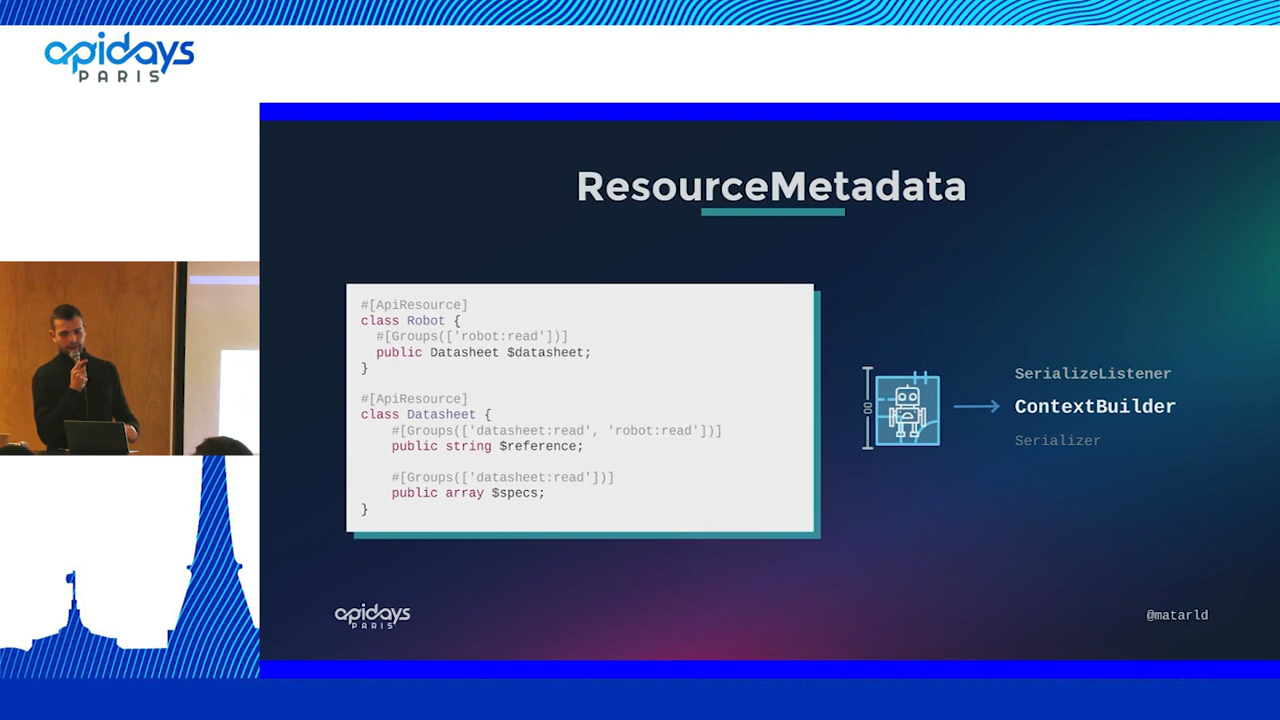 apidays
PARIS
ResourceMetadata
#[ApiResource]
class Robot {
  #[Groups(['robot:read'])]
  public Datasheet $datasheet;
}
#[ApiResource]
class Datasheet {
    #[Groups(['datasheet:read', 'robot:read'])]
    public string $reference;
    #[Groups(['datasheet:read'])]
    public array $specs;
}
SerializeListener
ContextBuilder
Serializer
apidays
PARIS
@matarld